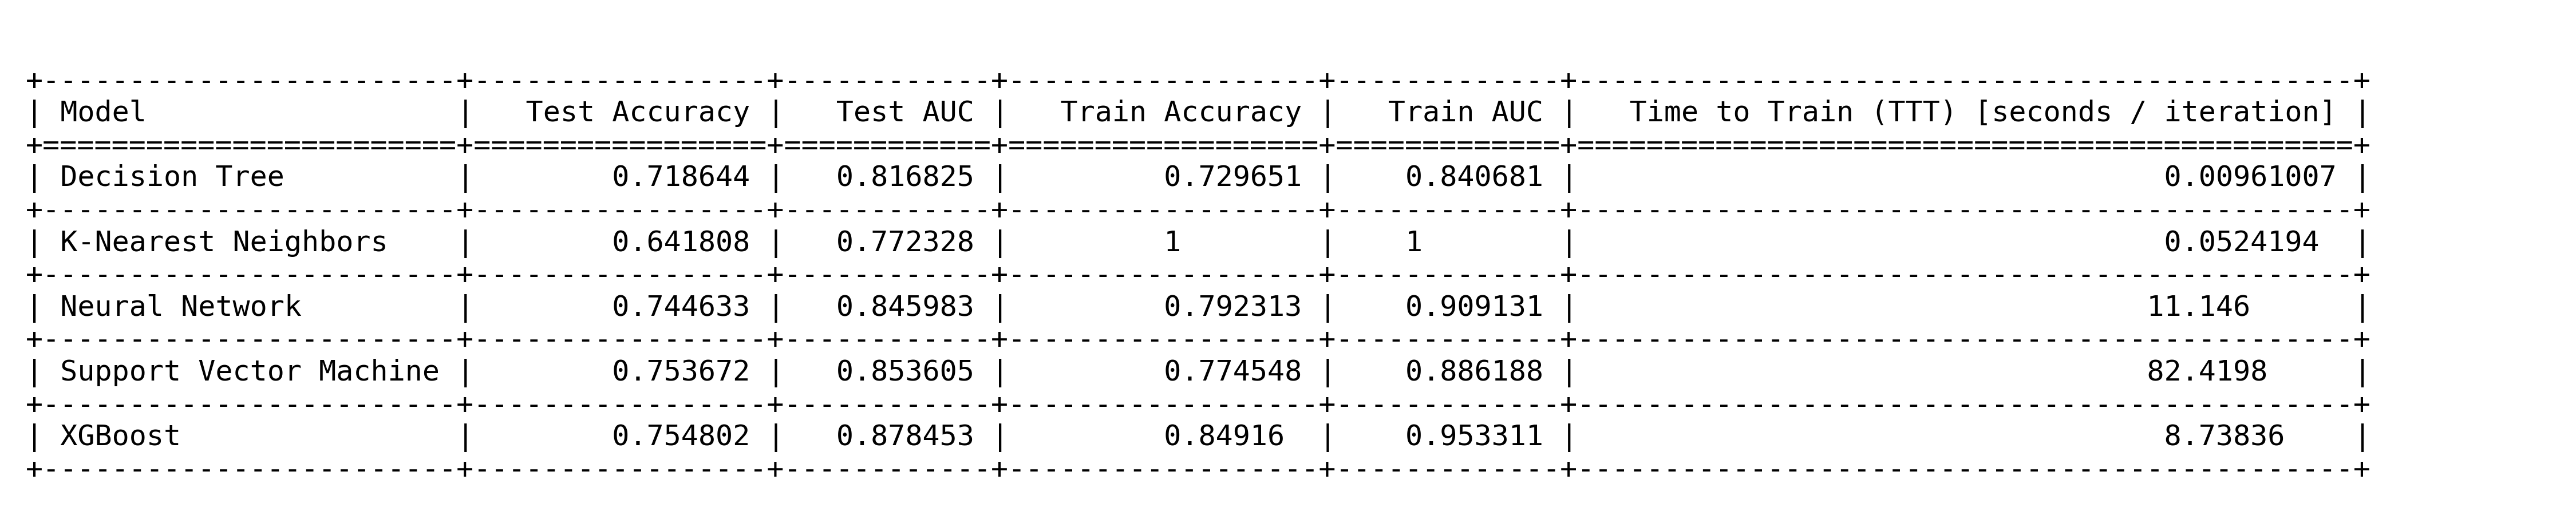 +------------------------+-----------------+------------+------------------+-------------+---------------------------------------------+
| Model                  |   Test Accuracy |   Test AUC |   Train Accuracy |   Train AUC |   Time to Train (TTT) [seconds / iteration] |
+========================+=================+============+==================+=============+=============================================+
| Decision Tree          |        0.718644 |   0.816825 |         0.729651 |    0.840681 |                                  0.00961007 |
+------------------------+-----------------+------------+------------------+-------------+---------------------------------------------+
| K-Nearest Neighbors    |        0.641808 |   0.772328 |         1        |    1        |                                  0.0524194  |
+------------------------+-----------------+------------+------------------+-------------+---------------------------------------------+
| Neural Network         |        0.744633 |   0.845983 |         0.792313 |    0.909131 |                                 11.146      |
+------------------------+-----------------+------------+------------------+-------------+---------------------------------------------+
| Support Vector Machine |        0.753672 |   0.853605 |         0.774548 |    0.886188 |                                 82.4198     |
+------------------------+-----------------+------------+------------------+-------------+---------------------------------------------+
| XGBoost                |        0.754802 |   0.878453 |         0.84916  |    0.953311 |                                  8.73836    |
+------------------------+-----------------+------------+------------------+-------------+---------------------------------------------+